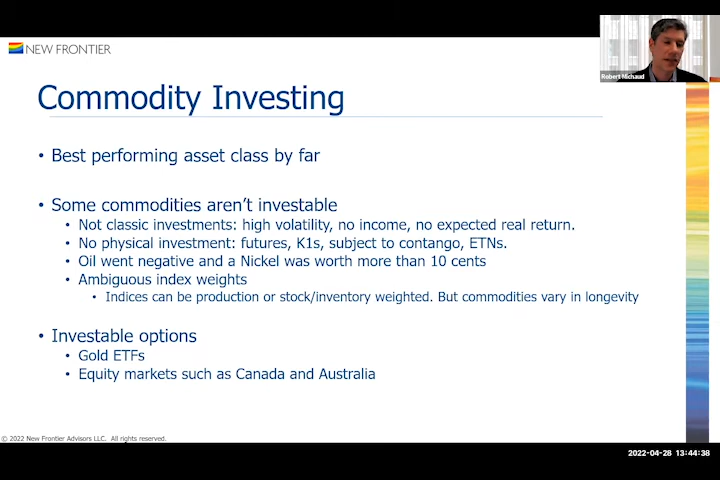 NEW FRONTIER
Robert Michaud
Commodity Investing
• Best performing asset class by far
• Some commodities aren't investable
• Not classic investments: high volatility, no income, no expected real return.
• No physical investment: futures, K1s, subject to contango, ETNs.
• Oil went negative and a Nickel was worth more than 10 cents
• Ambiguous index weights
• Indices can be production or stock/inventory weighted. But commodities vary in longevity
• Investable options
• Gold ETFs
• Equity markets such as Canada and Australia
© 2022 New Frontier Advisors LLC. All rights reserved.
2022-04-28 13:44:38